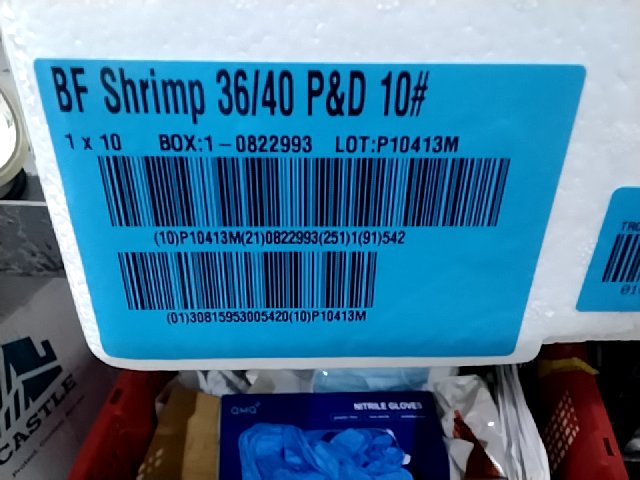 BF Shrimp 36/40 P&D 10#
1 x 10 BOX:1-0822993 LOT:P10413M
(10)P10413M(21)0822993(251)1(91)542
(01)30815953005420(10)P10413M
QMQ
NITRILE GLOVES
CASTLE